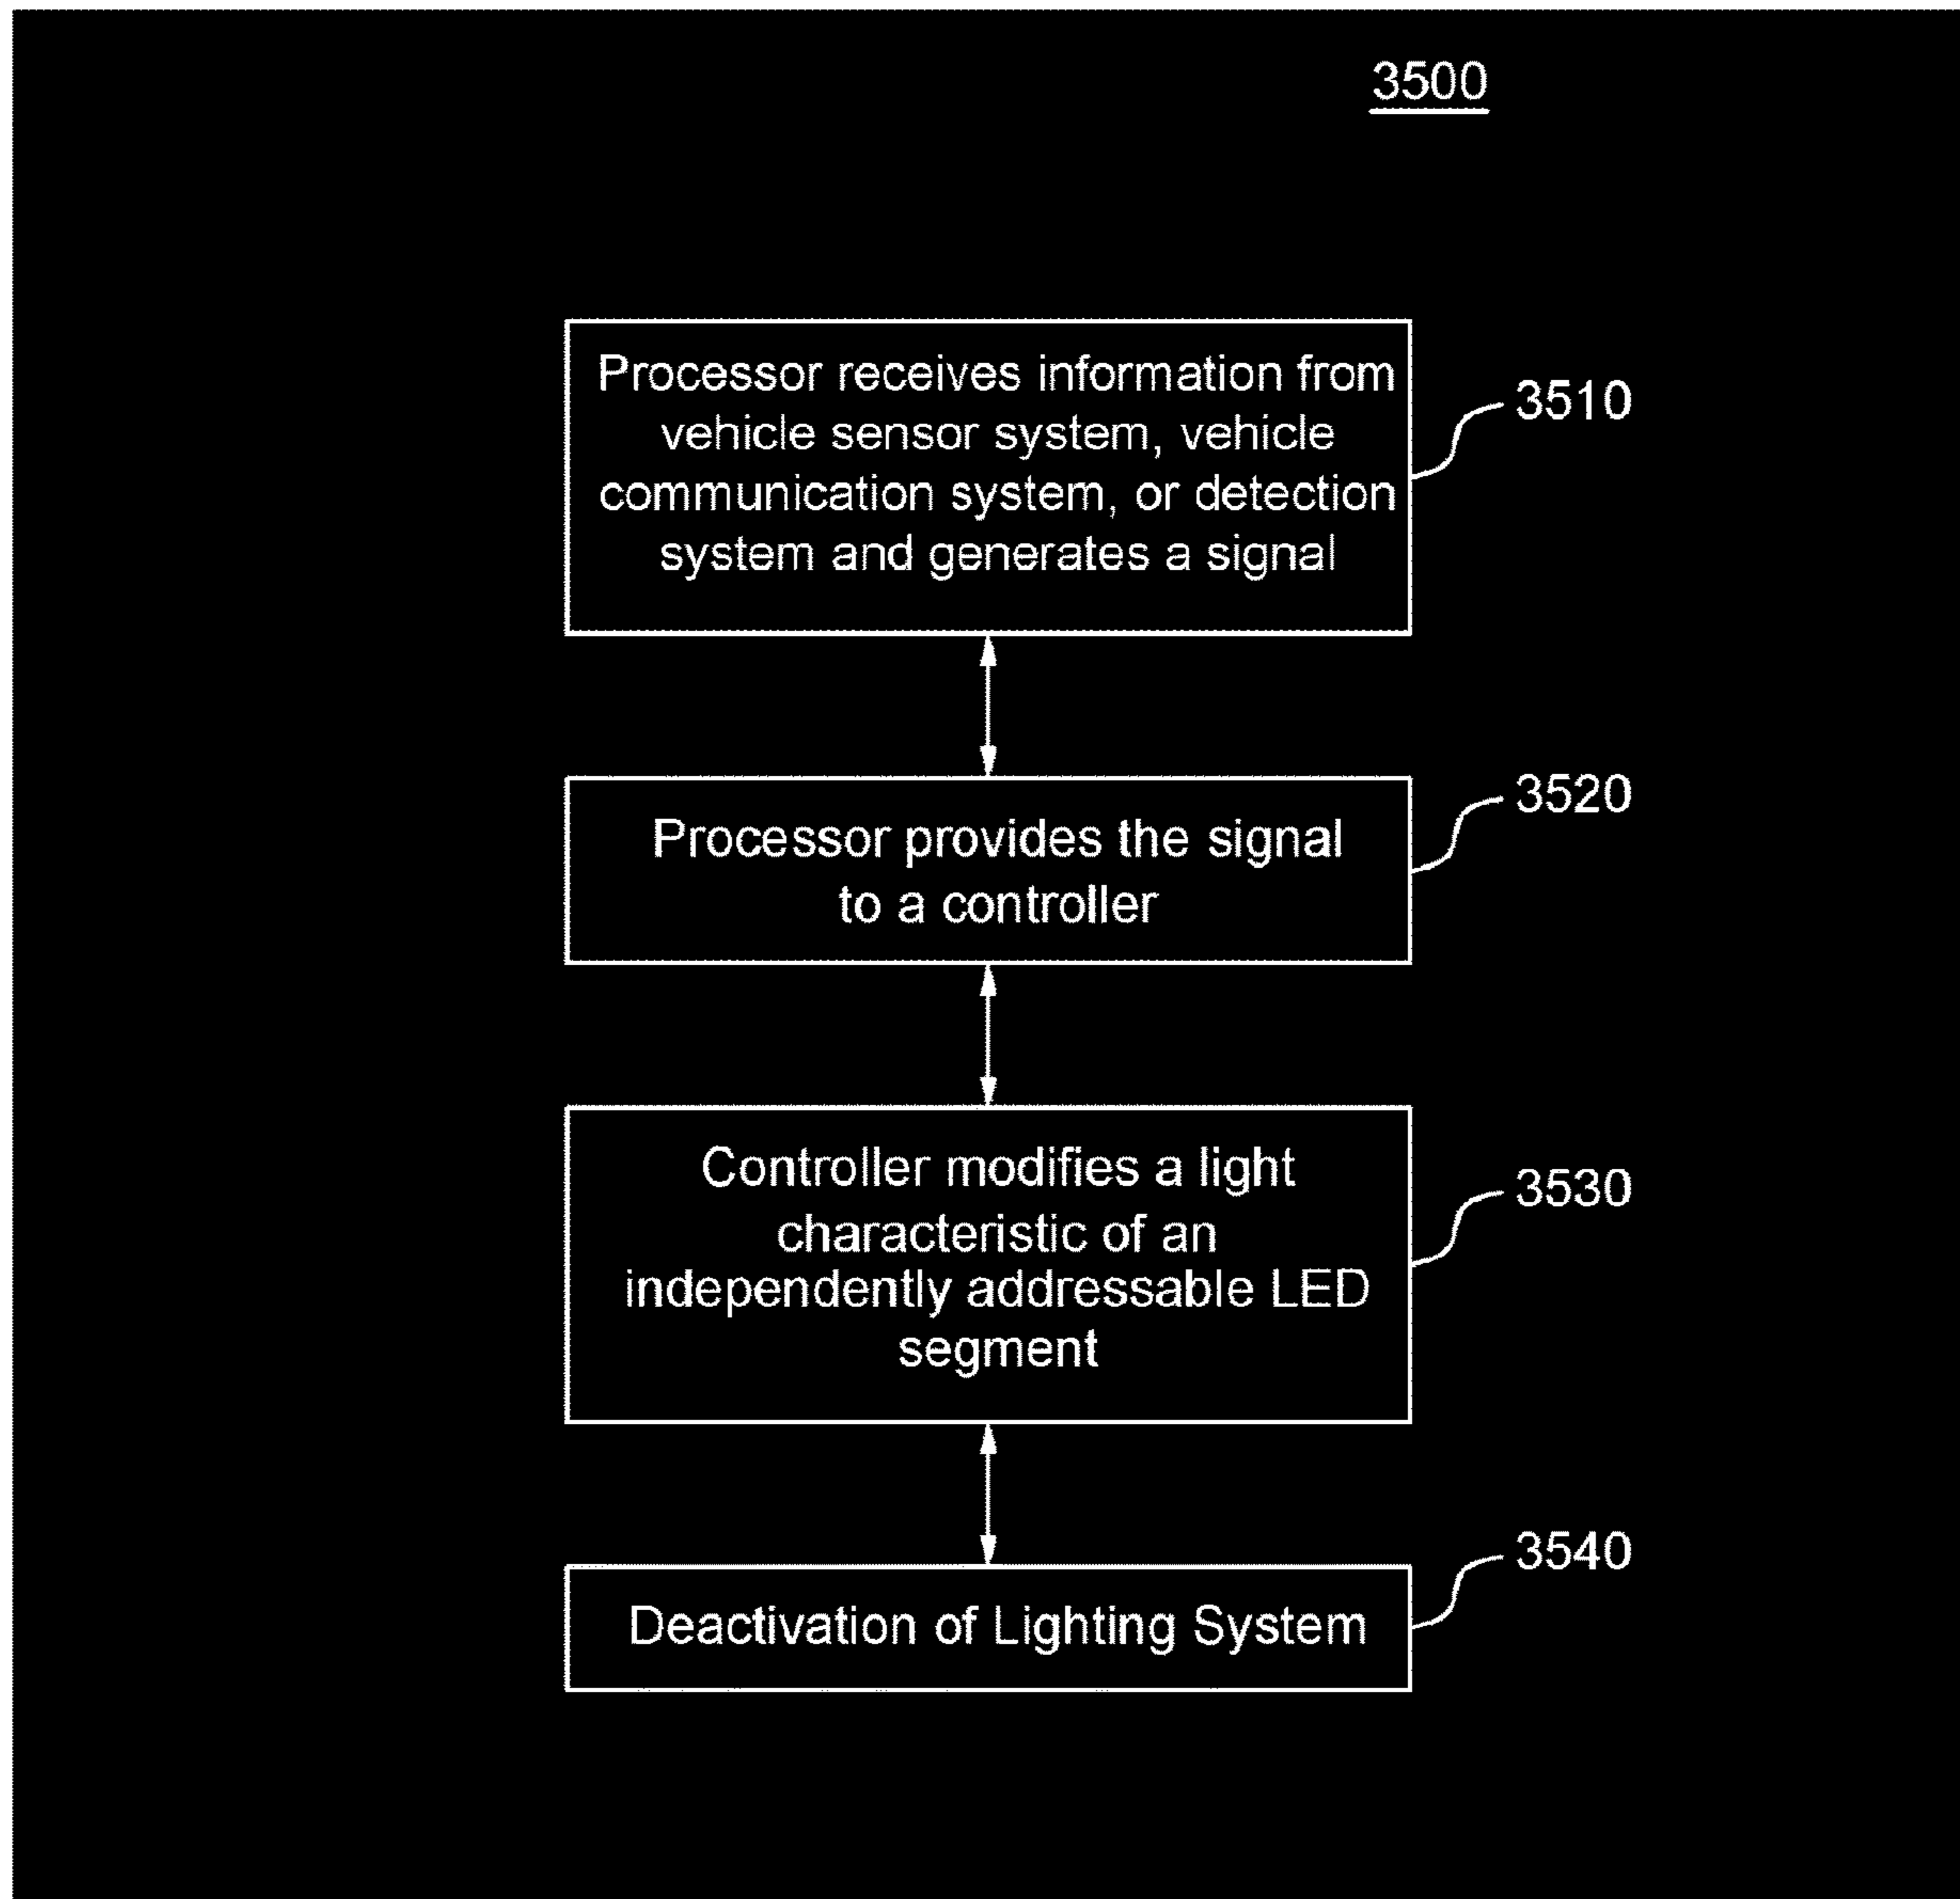 3500
Processor receives information from
vehicle sensor system, vehicle
communication system, or detection
system and generates a signal
3510
Processor provides the signal
to a controller
3520
Controller modifies a light
characteristic of an
independently addressable LED
segment
3530
Deactivation of Lighting System
3540